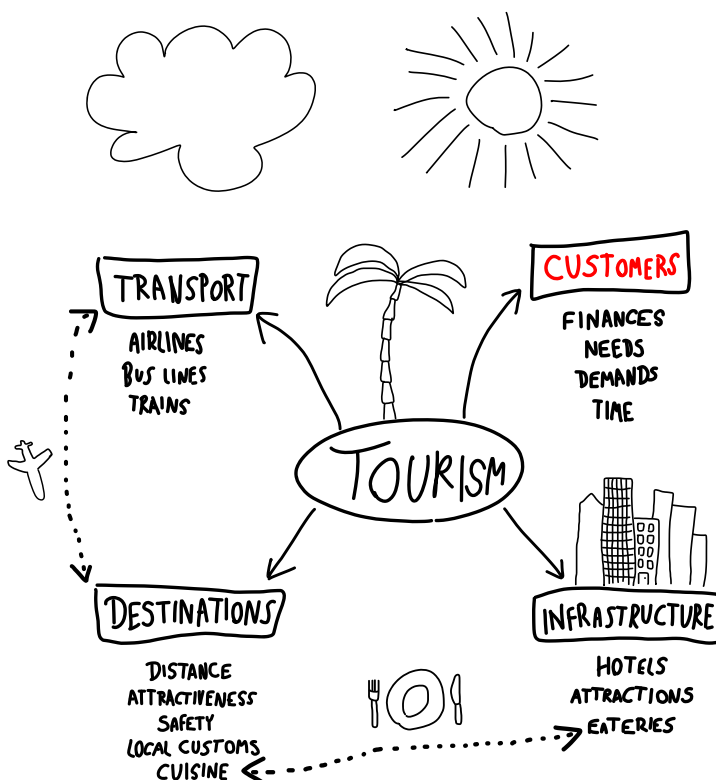 TRANSPORT
AIRLINES
BUS LINES
TRAINS
CUSTOMERS
FINANCES
NEEDS
DEMANDS
TIME
TOURISM
DESTINATIONS
DISTANCE
ATTRACTIVENESS
SAFETY
LOCAL CUSTOMS
CUISINE
INFRASTRUCTURE
HOTELS
ATTRACTIONS
EATERIES